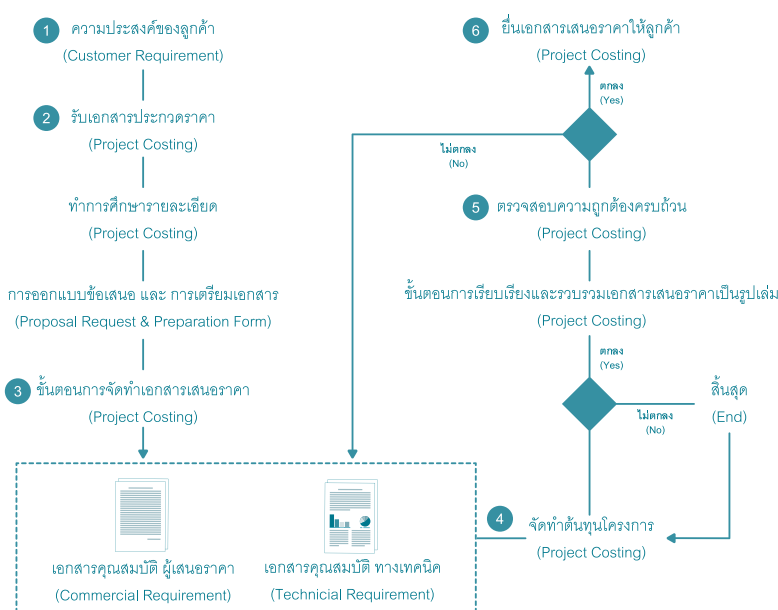 1 ความประสงค์ของลูกค้า
(Customer Requirement)
2 รับเอกสารประกวดราคา
(Project Costing)
ทำการศึกษารายละเอียด
(Project Costing)
การออกแบบข้อเสนอ และ การเตรียมเอกสาร
(Proposal Request & Preparation Form)
3 ขั้นตอนการจัดทำเอกสารเสนอราคา
(Project Costing)
เอกสารคุณสมบัติ ผู้เสนอราคา
(Commercial Requirement)
เอกสารคุณสมบัติ ทางเทคนิค
(Technicial Requirement)
4 จัดทำต้นทุนโครงการ
(Project Costing)
ไม่ตกลง
(No)
สิ้นสุด
(End)
ตกลง
(Yes)
ขั้นตอนการเรียบเรียงและรวบรวมเอกสารเสนอราคาเป็นรูปเล่ม
(Project Costing)
5 ตรวจสอบความถูกต้องครบถ้วน
(Project Costing)
ไม่ตกลง
(No)
ตกลง
(Yes)
6 ยื่นเอกสารเสนอราคาให้ลูกค้า
(Project Costing)